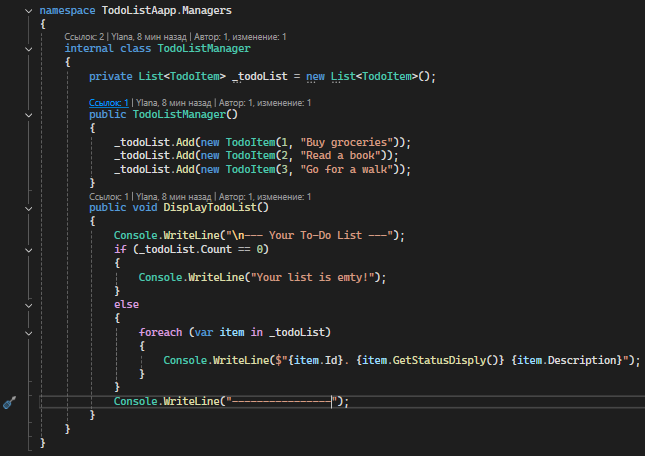 namespace TodoListAapp.Managers
{
Ссылок: 2 | Ylana, 8 мин назад | Автор: 1, изменение: 1
internal class TodoListManager
{
private List<TodoItem> _todoList = new List<TodoItem>();
Ссылок: 1 | Ylana, 8 мин назад | Автор: 1, изменение: 1
public TodoListManager()
{
_todoList.Add(new TodoItem(1, "Buy groceries"));
_todoList.Add(new TodoItem(2, "Read a book"));
_todoList.Add(new TodoItem(3, "Go for a walk"));
}
Ссылок: 1 | Ylana, 8 мин назад | Автор: 1, изменение: 1
public void DisplayTodoList()
{
Console.WriteLine("\n--- Your To-Do List ---");
if (_todoList.Count == 0)
{
Console.WriteLine("Your list is emty!");
}
else
{
foreach (var item in _todoList)
{
Console.WriteLine($"{item.Id}. {item.GetStatusDisply()} {item.Description}");
}
}
Console.WriteLine("----------------");
}
}
}